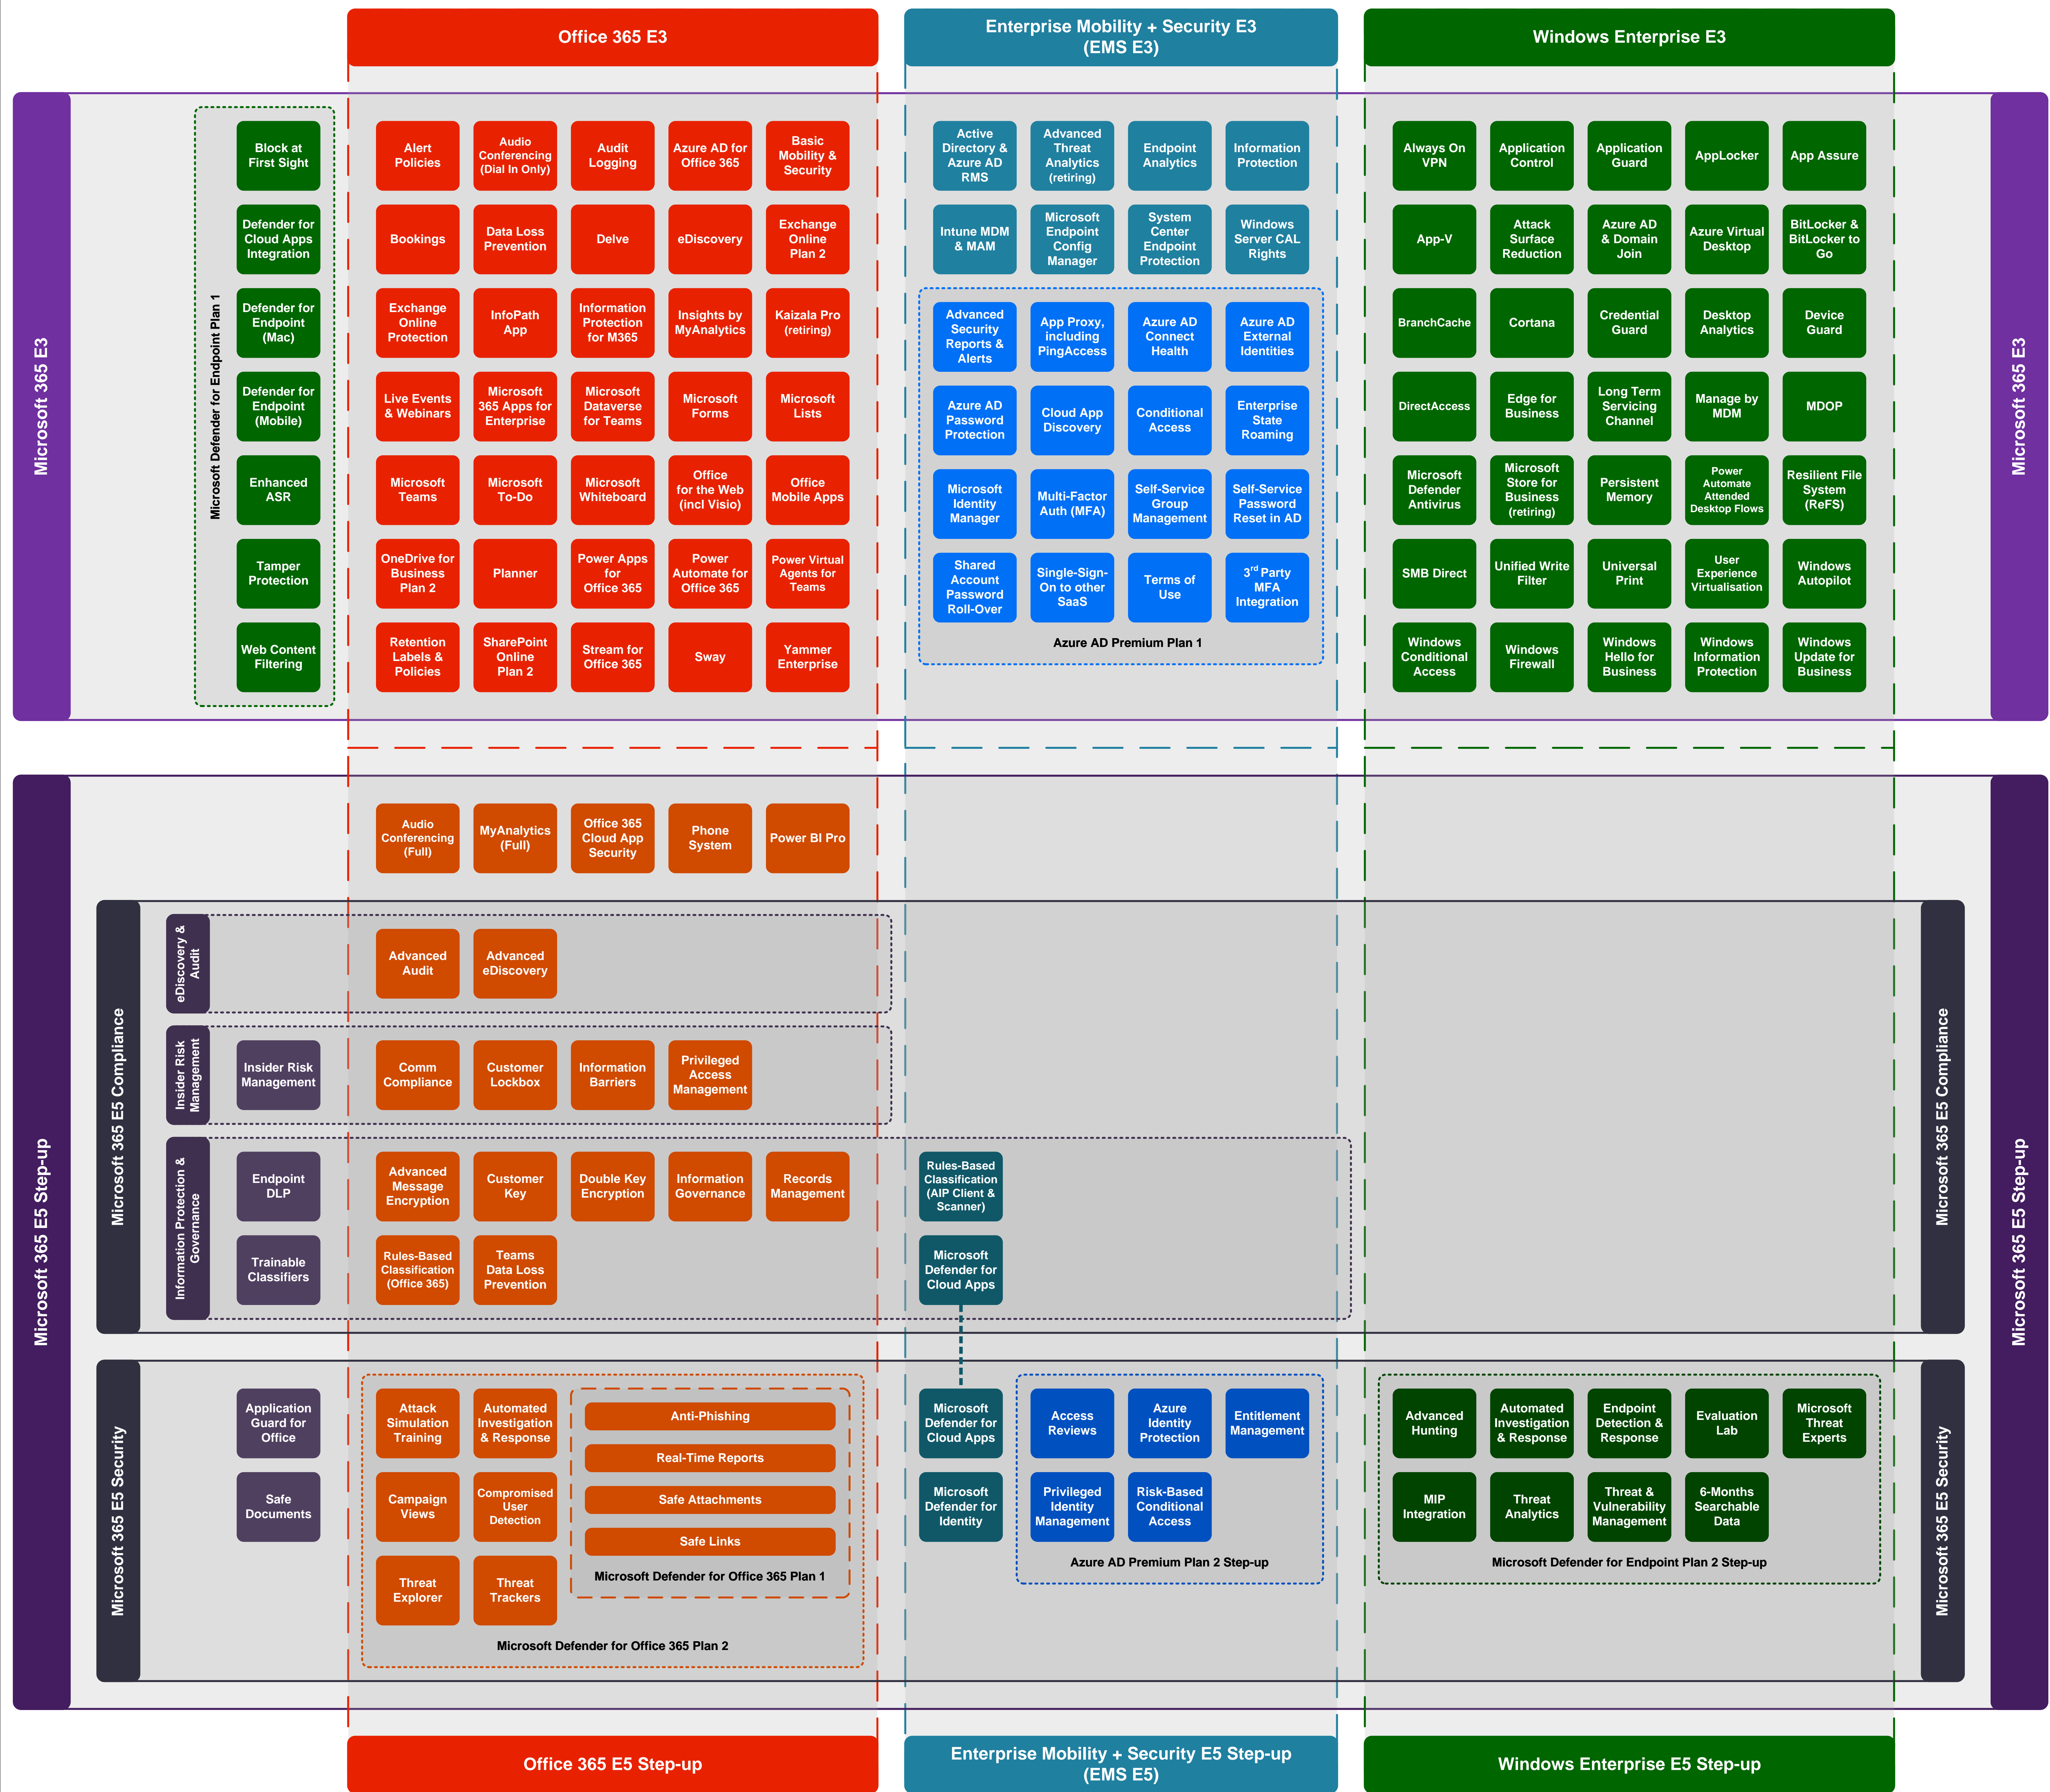 Office 365 E3
Enterprise Mobility + Security E3
(EMS E3)
Windows Enterprise E3
Microsoft 365 E3
Microsoft Defender for Endpoint Plan 1
Block at
First Sight
Defender for
Cloud Apps
Integration
Defender for
Endpoint
(Mac)
Defender for
Endpoint
(Mobile)
Enhanced
ASR
Tamper
Protection
Web Content
Filtering
Alert
Policies
Audio
Conferencing
(Dial In Only)
Audit
Logging
Azure AD for
Office 365
Basic
Mobility &
Security
Bookings
Data Loss
Prevention
Delve
eDiscovery
Exchange
Online
Plan 2
Exchange
Online
Protection
InfoPath
App
Information
Protection
for M365
Insights by
MyAnalytics
Kaizala Pro
(retiring)
Live Events
& Webinars
Microsoft
365 Apps for
Enterprise
Microsoft
Dataverse
for Teams
Microsoft
Forms
Microsoft
Lists
Microsoft
Teams
Microsoft
To-Do
Microsoft
Whiteboard
Office
for the Web
(incl Visio)
Office
Mobile Apps
OneDrive for
Business
Plan 2
Planner
Power Apps
for
Office 365
Power
Automate for
Office 365
Power Virtual
Agents for
Teams
Retention
Labels &
Policies
SharePoint
Online
Plan 2
Stream for
Office 365
Sway
Yammer
Enterprise
Active
Directory &
Azure AD
RMS
Advanced
Threat
Analytics
(retiring)
Endpoint
Analytics
Information
Protection
Intune MDM
& MAM
Microsoft
Endpoint
Config
Manager
System
Center
Endpoint
Protection
Windows
Server CAL
Rights
Advanced
Security
Reports &
Alerts
App Proxy,
including
PingAccess
Azure AD
Connect
Health
Azure AD
External
Identities
Azure AD
Password
Protection
Cloud App
Discovery
Conditional
Access
Enterprise
State
Roaming
Microsoft
Identity
Manager
Multi-Factor
Auth (MFA)
Self-Service
Group
Management
Self-Service
Password
Reset in AD
Shared
Account
Password
Roll-Over
Single-Sign-
On to other
SaaS
Terms of
Use
3rd Party
MFA
Integration
Azure AD Premium Plan 1
Always On
VPN
Application
Control
Application
Guard
AppLocker
App Assure
App-V
Attack
Surface
Reduction
Azure AD
& Domain
Join
Azure Virtual
Desktop
BitLocker &
BitLocker to
Go
BranchCache
Cortana
Credential
Guard
Desktop
Analytics
Device
Guard
DirectAccess
Edge for
Business
Long Term
Servicing
Channel
Manage by
MDM
MDOP
Microsoft
Defender
Antivirus
Microsoft
Store for
Business
(retiring)
Persistent
Memory
Power
Automate
Attended
Desktop Flows
Resilient File
System
(ReFS)
SMB Direct
Unified Write
Filter
Universal
Print
User
Experience
Virtualisation
Windows
Autopilot
Windows
Conditional
Access
Windows
Firewall
Windows
Hello for
Business
Windows
Information
Protection
Windows
Update for
Business
Microsoft 365 E3
Microsoft 365 E5 Step-up
Audio
Conferencing
(Full)
MyAnalytics
(Full)
Office 365
Cloud App
Security
Phone
System
Power BI Pro
Microsoft 365 E5 Compliance
eDiscovery &
Audit
Advanced
Audit
Advanced
eDiscovery
Insider Risk
Management
Insider Risk
Management
Comm
Compliance
Customer
Lockbox
Information
Barriers
Privileged
Access
Management
Information Protection &
Governance
Endpoint
DLP
Advanced
Message
Encryption
Customer
Key
Double Key
Encryption
Information
Governance
Records
Management
Rules-Based
Classification
(AIP Client &
Scanner)
Trainable
Classifiers
Rules-Based
Classification
(Office 365)
Teams
Data Loss
Prevention
Microsoft
Defender for
Cloud Apps
Microsoft 365 E5 Compliance
Microsoft 365 E5 Security
Application
Guard for
Office
Safe
Documents
Attack
Simulation
Training
Automated
Investigation
& Response
Campaign
Views
Compromised
User
Detection
Threat
Explorer
Threat
Trackers
Anti-Phishing
Real-Time Reports
Safe Attachments
Safe Links
Microsoft Defender for Office 365 Plan 1
Microsoft Defender for Office 365 Plan 2
Microsoft
Defender for
Cloud Apps
Microsoft
Defender for
Identity
Access
Reviews
Azure
Identity
Protection
Entitlement
Management
Privileged
Identity
Management
Risk-Based
Conditional
Access
Azure AD Premium Plan 2 Step-up
Advanced
Hunting
Automated
Investigation
& Response
Endpoint
Detection &
Response
Evaluation
Lab
Microsoft
Threat
Experts
MIP
Integration
Threat
Analytics
Threat &
Vulnerability
Management
6-Months
Searchable
Data
Microsoft Defender for Endpoint Plan 2 Step-up
Microsoft 365 E5 Security
Microsoft 365 E5 Step-up
Office 365 E5 Step-up
Enterprise Mobility + Security E5 Step-up
(EMS E5)
Windows Enterprise E5 Step-up